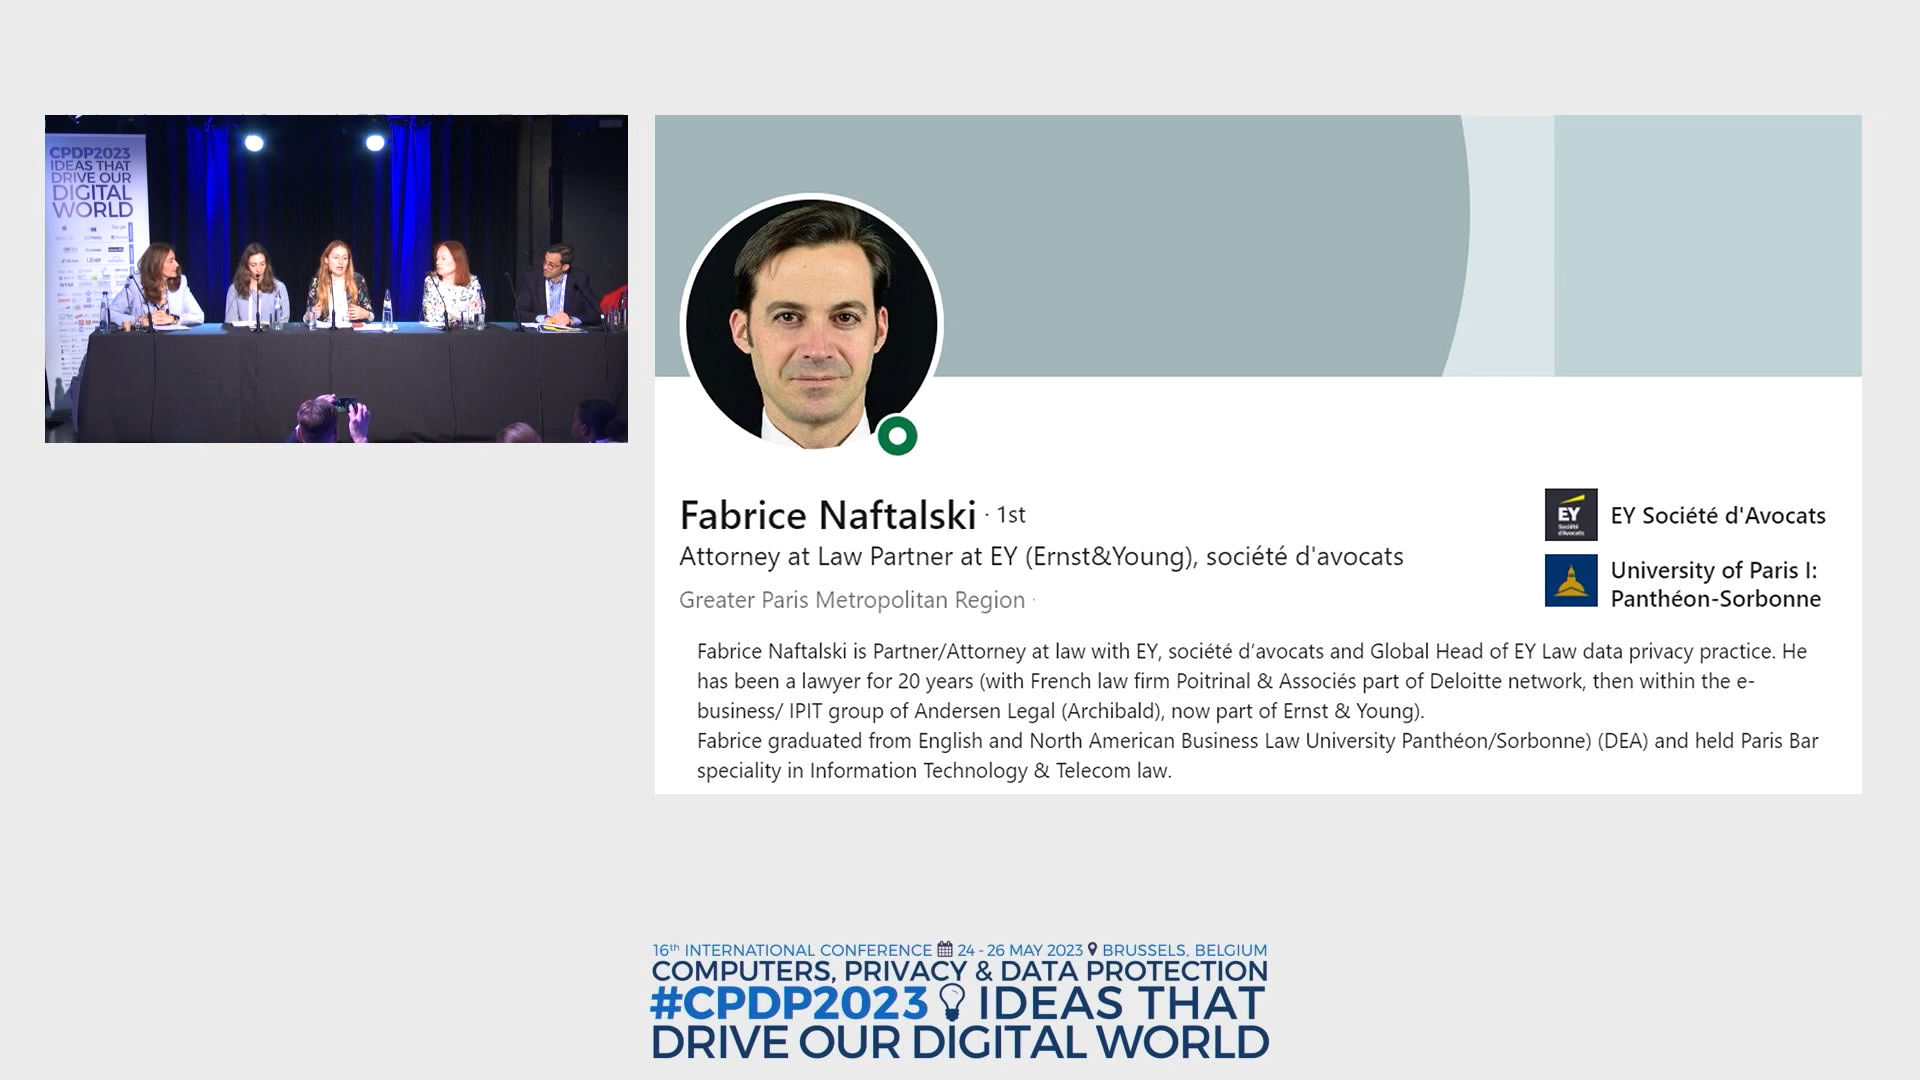 CPDP2023
IDEAS THAT
DRIVE OUR
DIGITAL
WORLD
Uber
Fabrice Naftalski · 1st
Attorney at Law Partner at EY (Ernst&Young), société d'avocats
Greater Paris Metropolitan Region ·
EY
Société
d'Avocats
EY Société d'Avocats
University of Paris I:
Panthéon-Sorbonne
Fabrice Naftalski is Partner/Attorney at law with EY, société d’avocats and Global Head of EY Law data privacy practice. He
has been a lawyer for 20 years (with French law firm Poitrinal & Associés part of Deloitte network, then within the e-
business/ IPIT group of Andersen Legal (Archibald), now part of Ernst & Young).
Fabrice graduated from English and North American Business Law University Panthéon/Sorbonne) (DEA) and held Paris Bar
speciality in Information Technology & Telecom law.
16th INTERNATIONAL CONFERENCE 24 - 26 MAY 2023 BRUSSELS, BELGIUM
COMPUTERS, PRIVACY & DATA PROTECTION
#CPDP2023 IDEAS THAT
DRIVE OUR DIGITAL WORLD